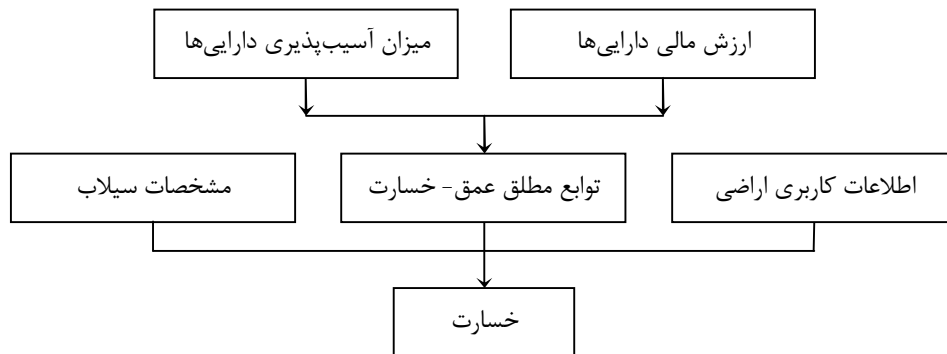 ارزش مالی دارایی‌ها
میزان آسیب‌پذیری دارایی‌ها
اطلاعات کاربری اراضی
توابع مطلق عمق- خسارت
مشخصات سیلاب
خسارت